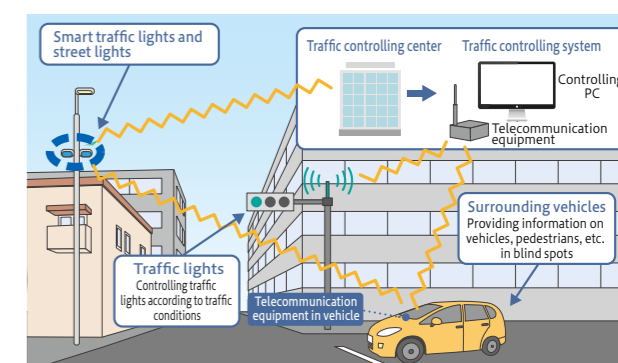 Smart traffic lights and
street lights
Traffic controlling center
Traffic controlling system
Controlling
PC
Telecommunication
equipment
Surrounding vehicles
Providing information on
vehicles, pedestrians, etc.
in blind spots
Traffic lights
Controlling traffic
lights according to traffic
conditions
Telecommunication
equipment in vehicle